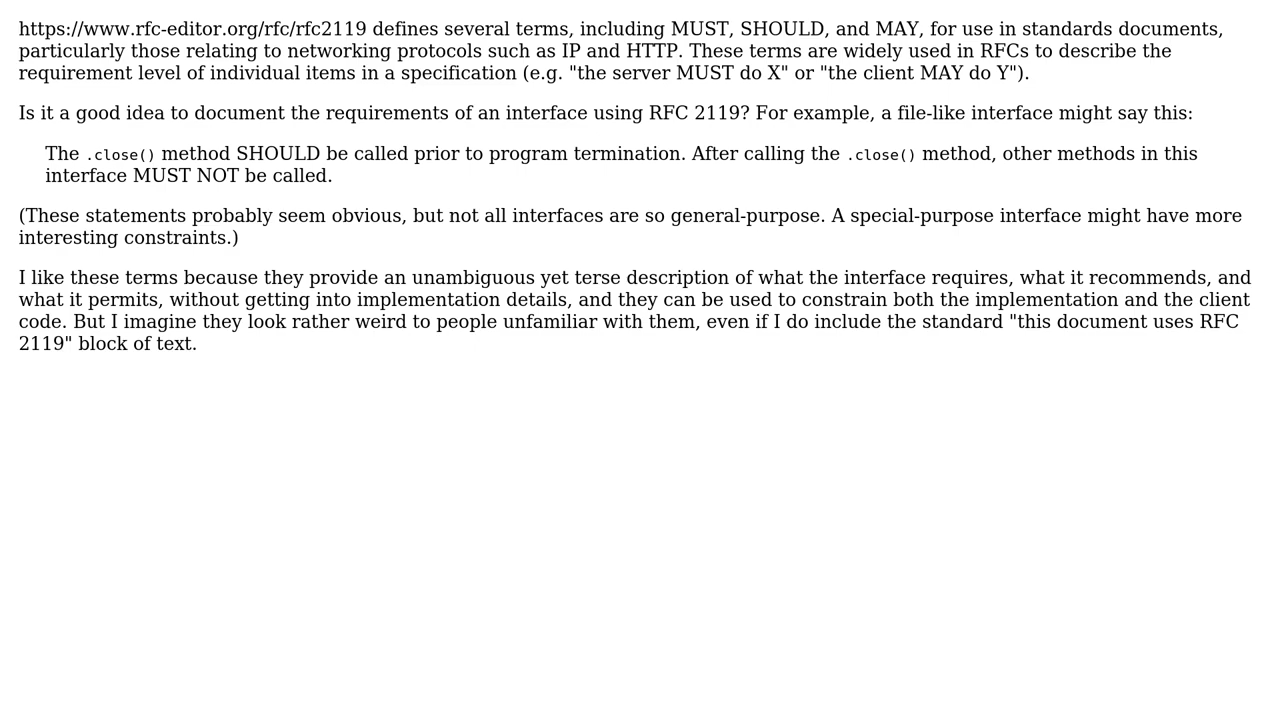 https://www.rfc-editor.org/rfc/rfc2119 defines several terms, including MUST, SHOULD, and MAY, for use in standards documents,
particularly those relating to networking protocols such as IP and HTTP. These terms are widely used in RFCs to describe the
requirement level of individual items in a specification (e.g. "the server MUST do X" or "the client MAY do Y").
Is it a good idea to document the requirements of an interface using RFC 2119? For example, a file-like interface might say this:
The .close() method SHOULD be called prior to program termination. After calling the .close() method, other methods in this
interface MUST NOT be called.
(These statements probably seem obvious, but not all interfaces are so general-purpose. A special-purpose interface might have more
interesting constraints.)
I like these terms because they provide an unambiguous yet terse description of what the interface requires, what it recommends, and
what it permits, without getting into implementation details, and they can be used to constrain both the implementation and the client
code. But I imagine they look rather weird to people unfamiliar with them, even if I do include the standard "this document uses RFC
2119" block of text.